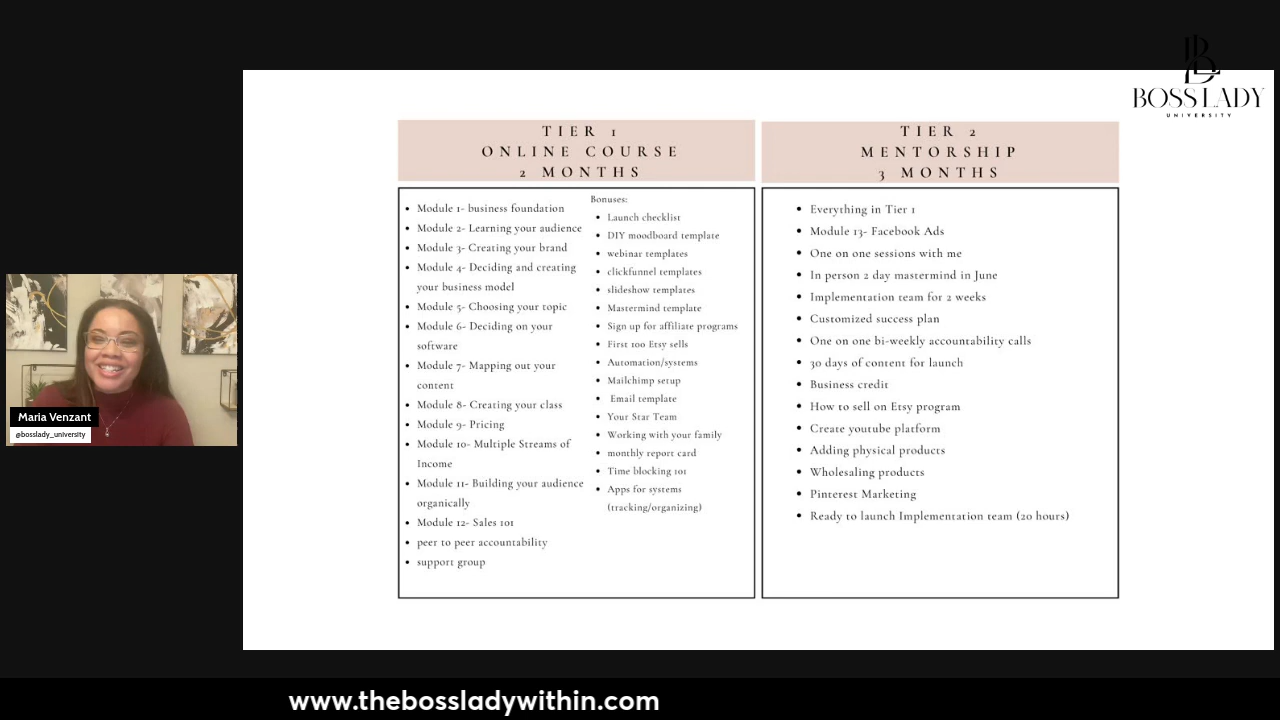 BL
BOSS LADY
UNIVERSITY
TIER 1
ONLINE COURSE
2 MONTHS
Module 1- business foundation
Module 2- Learning your audience
Module 3- Creating your brand
Module 4- Deciding and creating
your business model
Module 5- Choosing your topic
Module 6- Deciding on your
software
Module 7- Mapping out your
content
Module 8- Creating your class
Module 9- Pricing
Module 10- Multiple Streams of
Income
Module 11- Building your audience
organically
Module 12- Sales 101
peer to peer accountability
support group
Bonuses:
Launch checklist
DIY moodboard template
webinar templates
clickfunnel templates
slideshow templates
Mastermind template
Sign up for affiliate programs
First 100 Etsy sells
Automation/systems
Mailchimp setup
Email template
Your Star Team
Working with your family
monthly report card
Time blocking 101
Apps for systems
(tracking/organizing)
TIER 2
MENTORSHIP
3 MONTHS
Everything in Tier 1
Module 13- Facebook Ads
One on one sessions with me
In person 2 day mastermind in June
Implementation team for 2 weeks
Customized success plan
One on one bi-weekly accountability calls
30 days of content for launch
Business credit
How to sell on Etsy program
Create youtube platform
Adding physical products
Wholesaling products
Pinterest Marketing
Ready to launch Implementation team (20 hours)
Maria Venzant
@bosslady_university
www.thebossladywithin.com